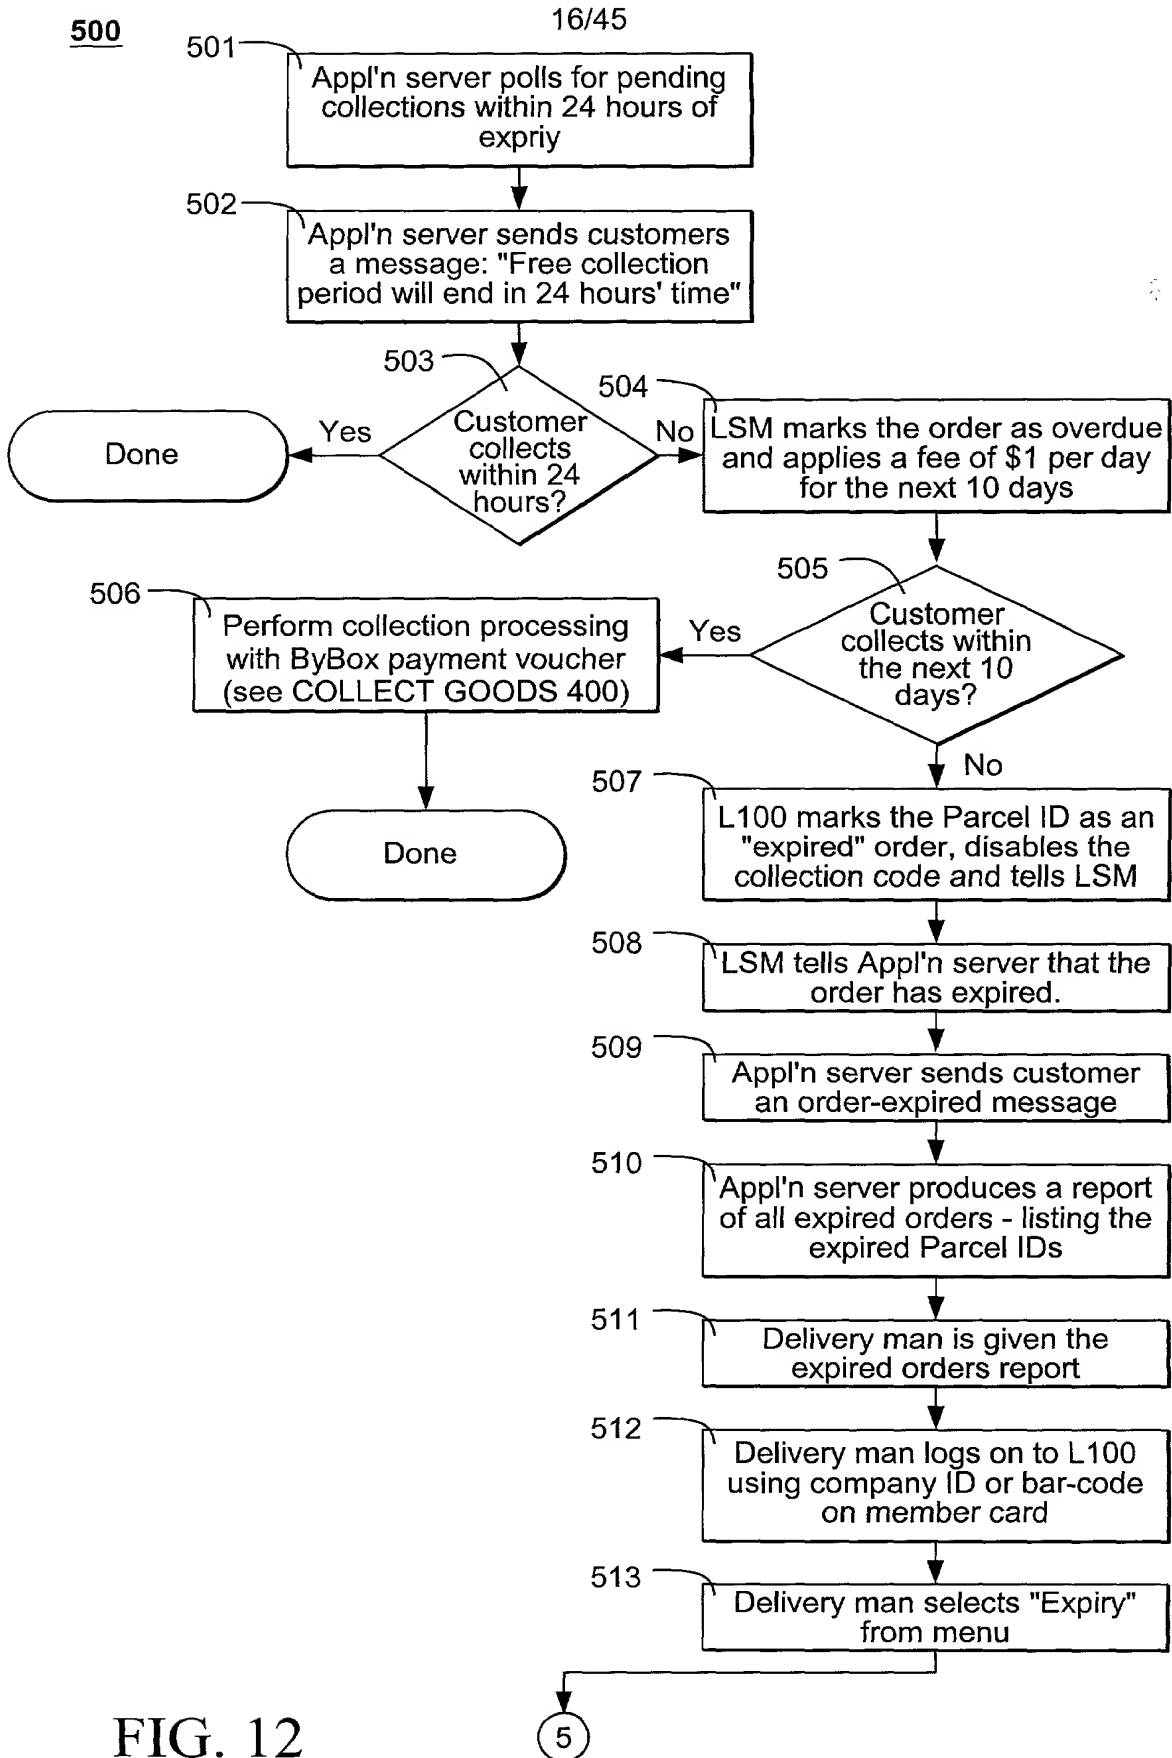 500
16/45
501
Appl'n server polls for pending
collections within 24 hours of
expriy
502
Appl'n server sends customers
a message: "Free collection
period will end in 24 hours' time"
503
Customer
collects
within 24
hours?
Yes
Done
No
504
LSM marks the order as overdue
and applies a fee of $1 per day
for the next 10 days
505
Customer
collects within
the next 10
days?
Yes
506
Perform collection processing
with ByBox payment voucher
(see COLLECT GOODS 400)
Done
No
507
L100 marks the Parcel ID as an
"expired" order, disables the
collection code and tells LSM
508
LSM tells Appl'n server that the
order has expired.
509
Appl'n server sends customer
an order-expired message
510
Appl'n server produces a report
of all expired orders - listing the
expired Parcel IDs
511
Delivery man is given the
expired orders report
512
Delivery man logs on to L100
using company ID or bar-code
on member card
513
Delivery man selects "Expiry"
from menu
5
FIG. 12